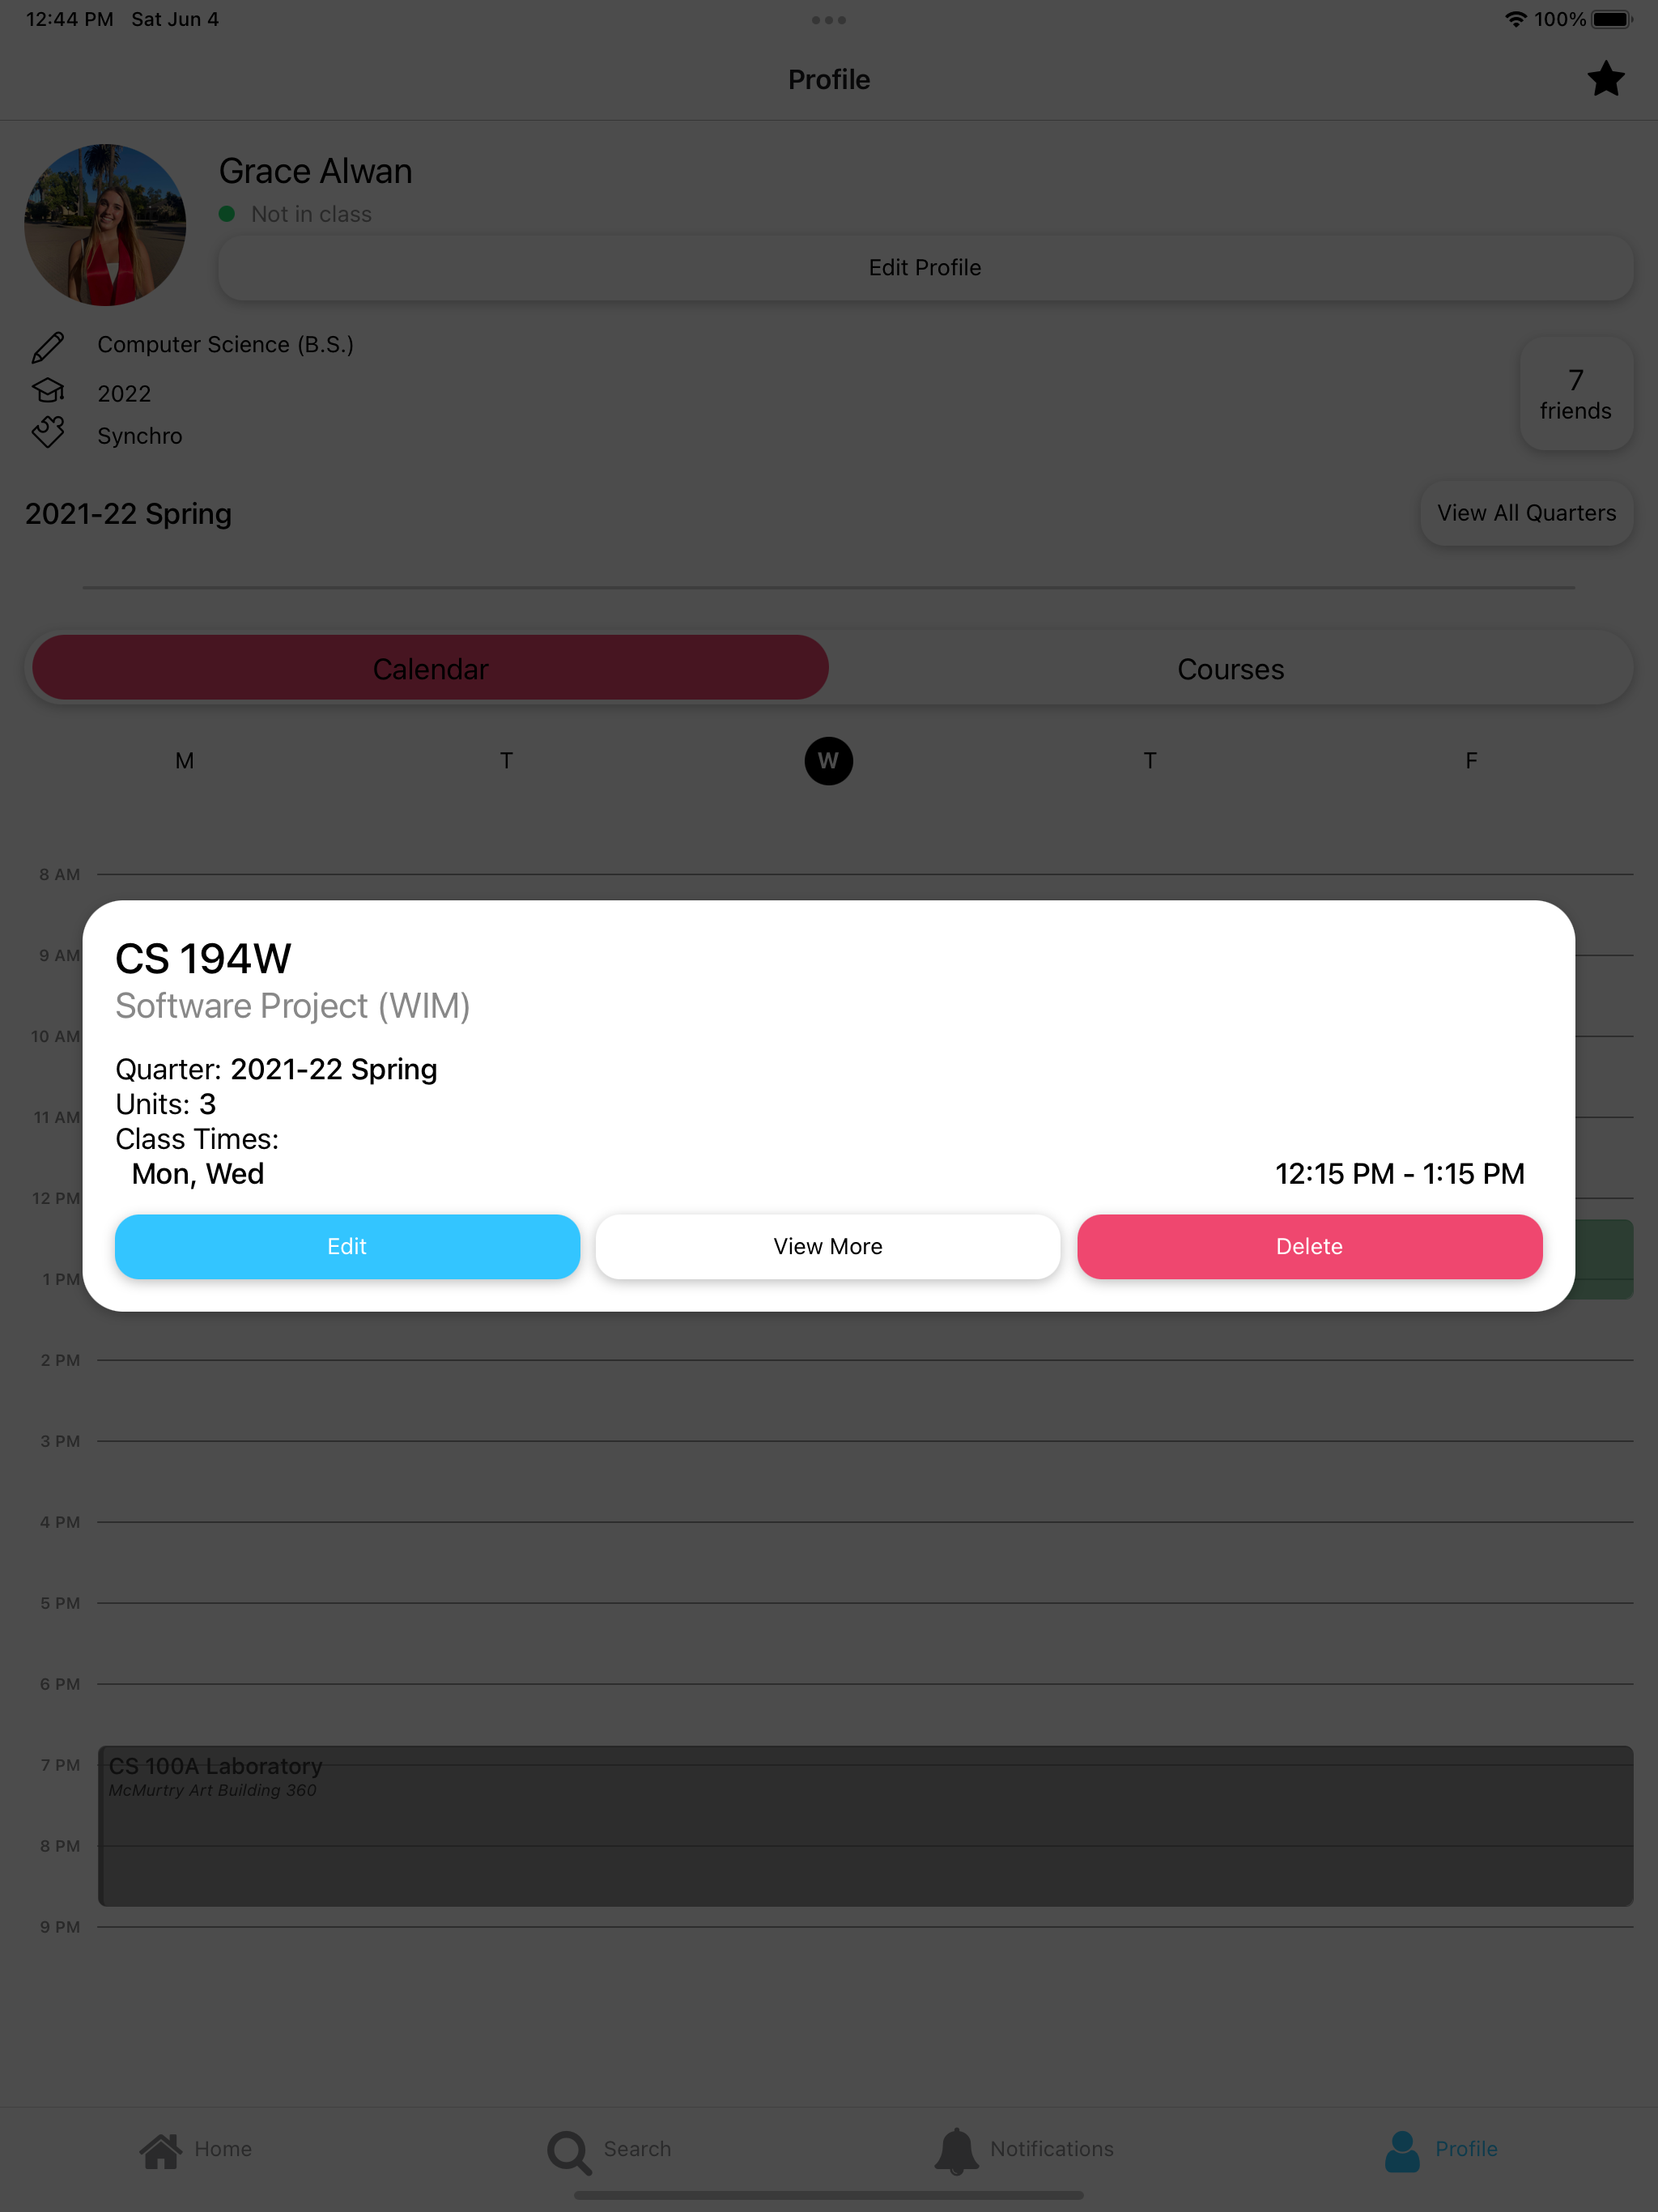 12:44 PM Sat Jun 4 100%
Profile
Grace Alwan
Not in class
Edit Profile
Computer Science (B.S.)
2022
Synchro
7
friends
2021-22 Spring View All Quarters
Calendar Courses
M T W T F
8 AM
9 AM
10 AM
11 AM
12 PM
1 PM
CS 194W
Software Project (WIM)
Quarter: 2021-22 Spring
Units: 3
Class Times:
Mon, Wed 12:15 PM - 1:15 PM
Edit View More Delete
2 PM
3 PM
4 PM
5 PM
6 PM
7 PM CS 100A Laboratory
McMurtry Art Building 360
8 PM
9 PM
Home Search Notifications Profile